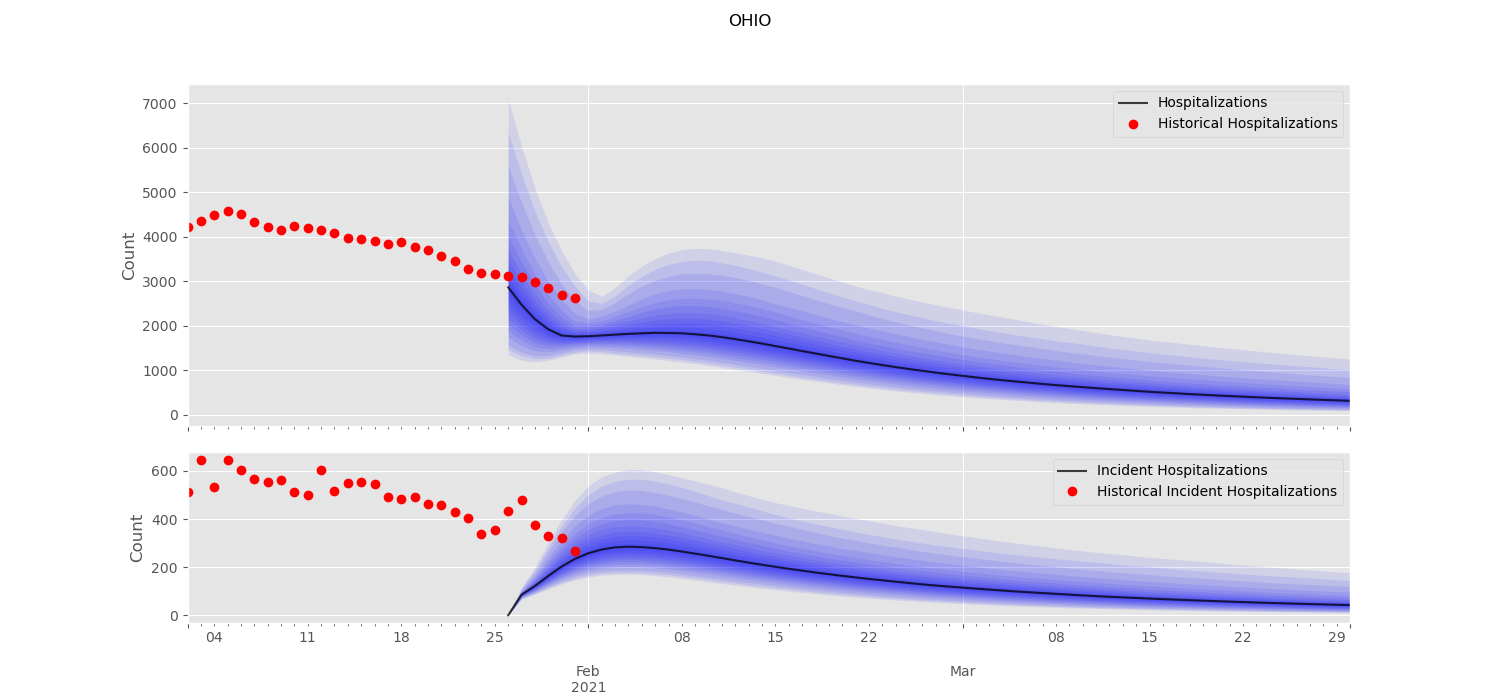 OHIO
7000
6000
5000
4000
3000
2000
1000
0
Count
Hospitalizations
Historical Hospitalizations
600
400
200
0
Count
Incident Hospitalizations
Historical Incident Hospitalizations
04 11 18 25 08 15 22 08 15 22 29
Feb Mar
2021